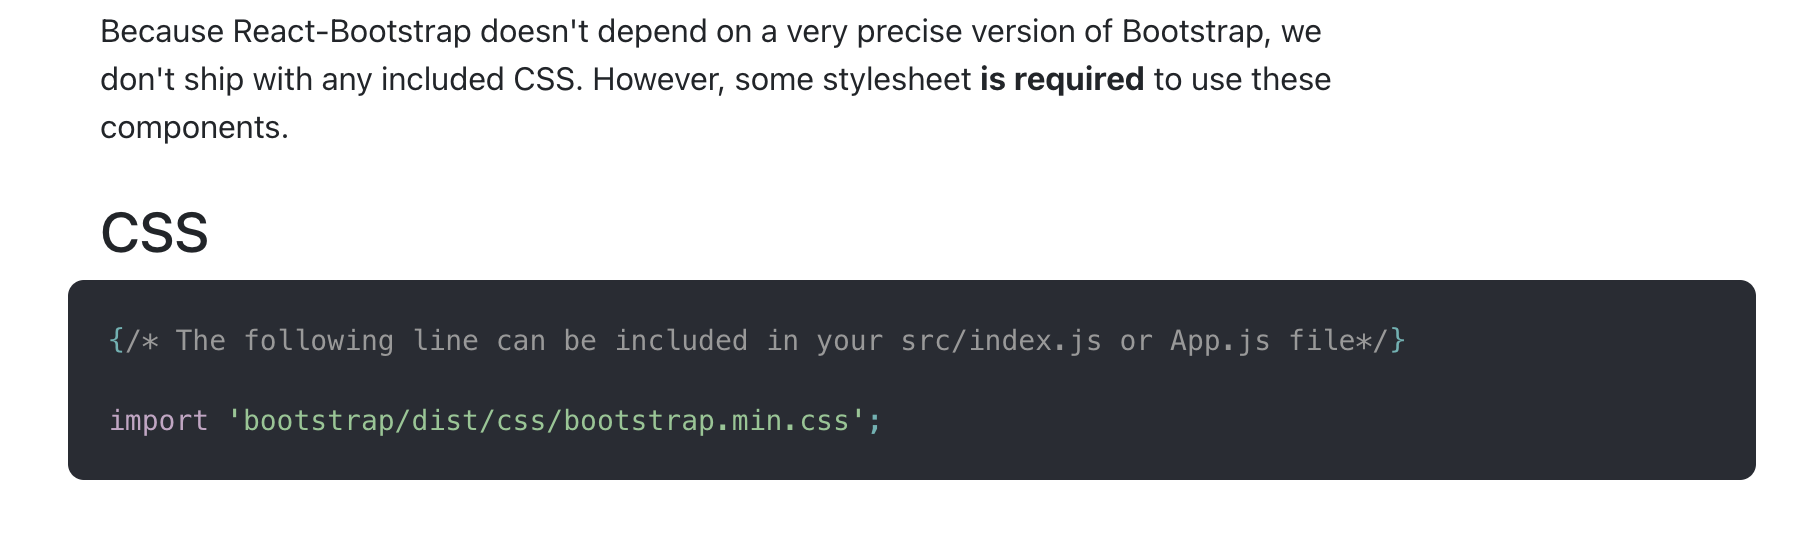 Because React-Bootstrap doesn't depend on a very precise version of Bootstrap, we
don't ship with any included CSS. However, some stylesheet is required to use these
components.
CSS
{/* The following line can be included in your src/index.js or App.js file*/}
import 'bootstrap/dist/css/bootstrap.min.css';